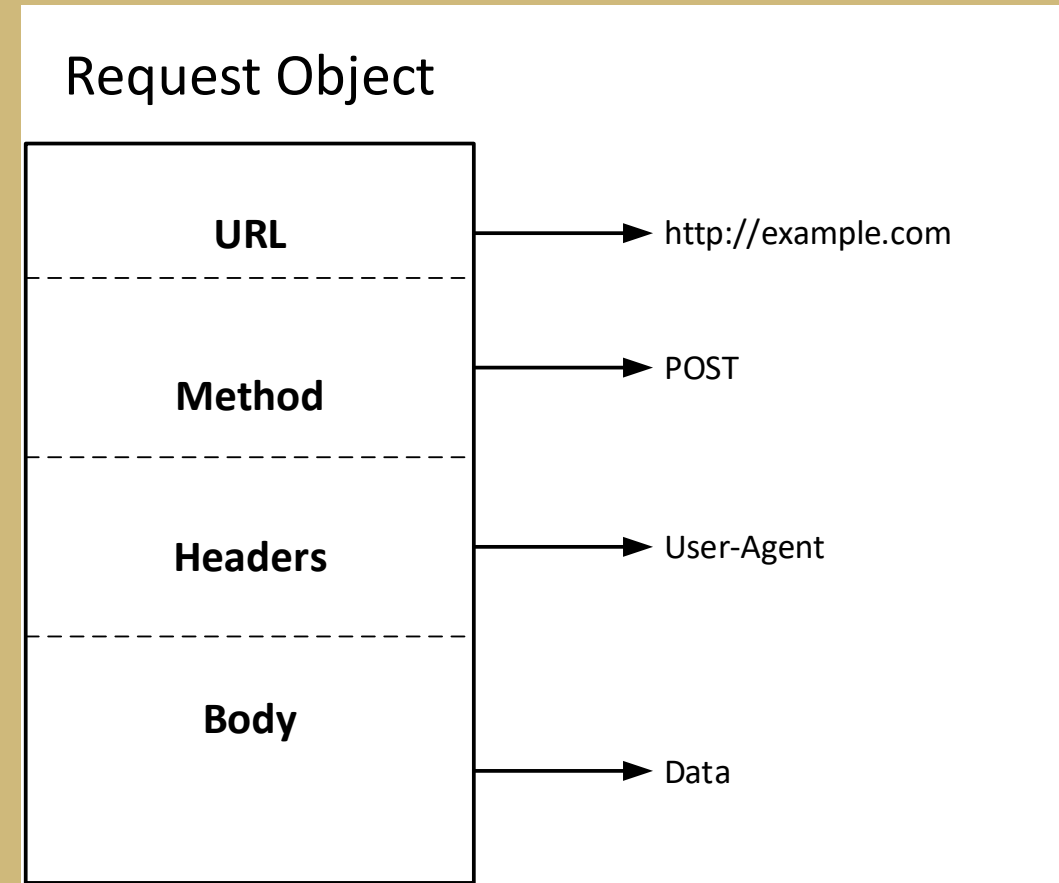 Request Object
URL
http://example.com
Method
POST
Headers
User-Agent
Body
Data